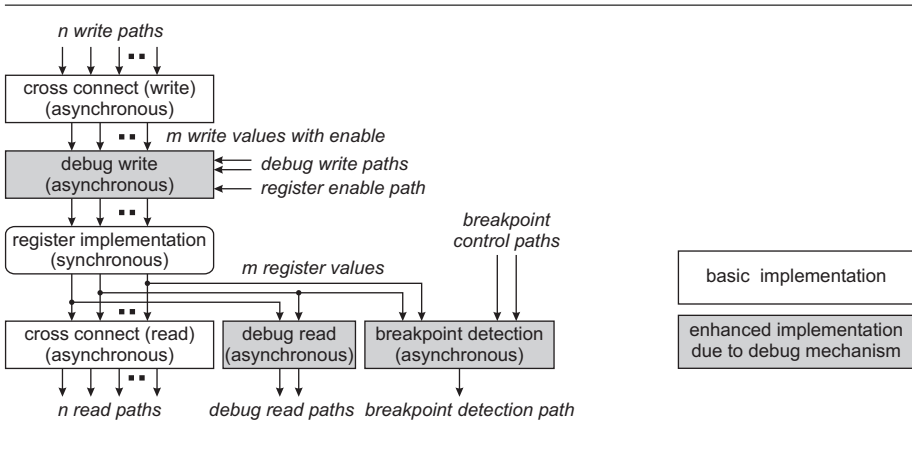 n write paths
cross connect (write)
(asynchronous)
m write values with enable
debug write
(asynchronous)
debug write paths
register enable path
register implementation
(synchronous)
breakpoint
control paths
m register values
cross connect (read)
(asynchronous)
debug read
(asynchronous)
breakpoint detection
(asynchronous)
n read paths
debug read paths
breakpoint detection path
basic implementation
enhanced implementation
due to debug mechanism